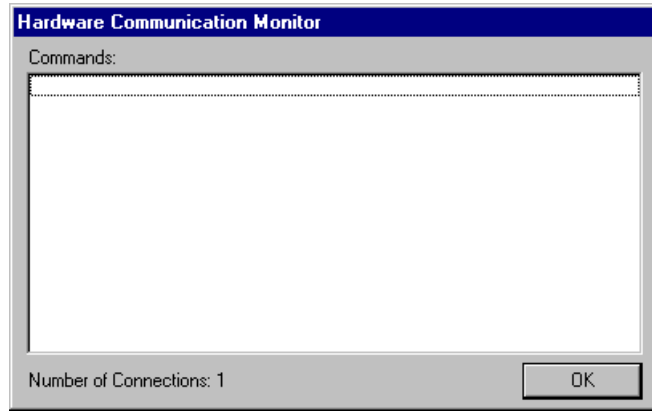 Hardware Communication Monitor
Commands:
Number of Connections: 1
OK